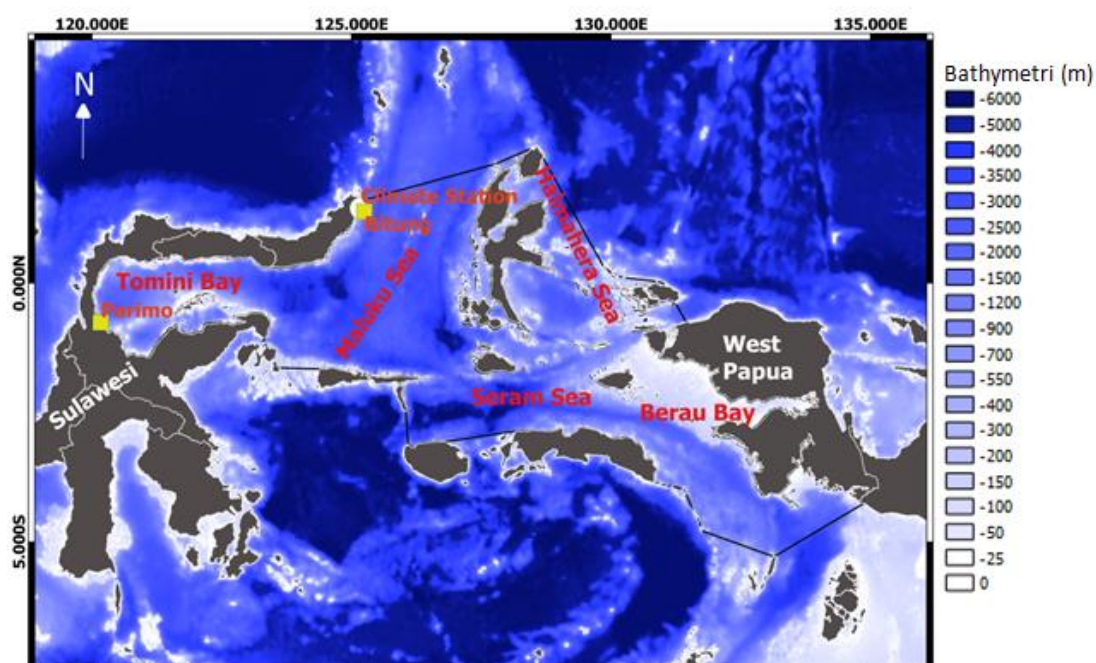 120.000E 125.000E 130.000E 135.000E
N
Bathymetri (m)
-6000
-5000
-4000
-3500
-3000
-2500
-2000
-1500
-1200
-900
-700
-550
-400
-300
-200
-150
-100
-50
-25
0
Climate Station
Bitung
Halmahera Sea
0.000N
Tomini Bay
Parimo
Maluku Sea
West
Papua
Sulawesi
Seram Sea
Berau Bay
5.000S